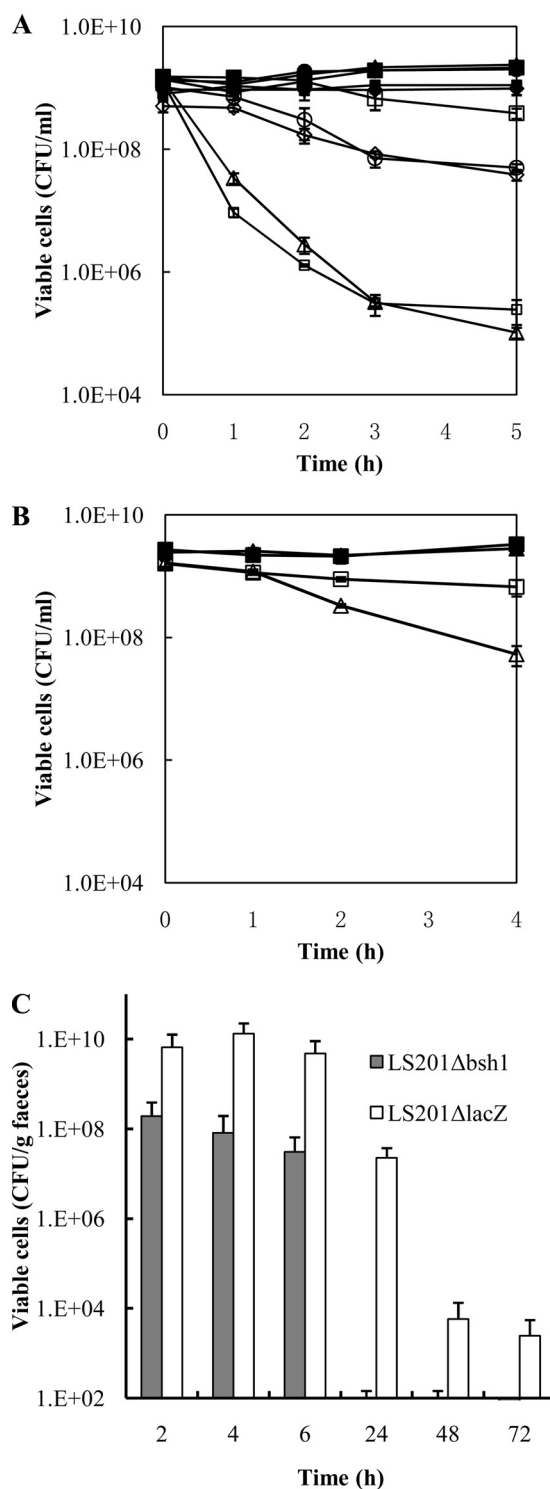 A
Viable cells (CFU/ml)
1.0E+10
1.0E+08
1.0E+06
1.0E+04
0 1 2 3 4 5
Time (h)
B
Viable cells (CFU/ml)
1.0E+10
1.0E+08
1.0E+06
1.0E+04
0 1 2 3 4
Time (h)
C
Viable cells (CFU/g faeces)
1.E+10
1.E+08
1.E+06
1.E+04
1.E+02
LS201Δbsh1
LS201ΔlacZ
2 4 6 24 48 72
Time (h)